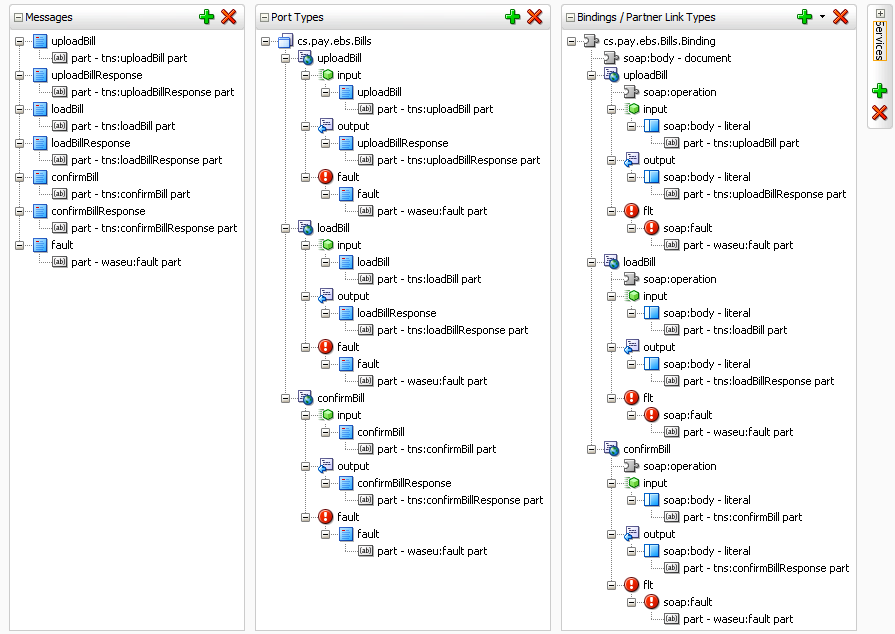 Messages
uploadBill
part - tns:uploadBill part
uploadBillResponse
part - tns:uploadBillResponse part
loadBill
part - tns:loadBill part
loadBillResponse
part - tns:loadBillResponse part
confirmBill
part - tns:confirmBill part
confirmBillResponse
part - tns:confirmBillResponse part
fault
part - waseu:fault part
Port Types
cs.pay.ebs.Bills
uploadBill
input
uploadBill
part - tns:uploadBill part
output
uploadBillResponse
part - tns:uploadBillResponse part
fault
fault
part - waseu:fault part
loadBill
input
loadBill
part - tns:loadBill part
output
loadBillResponse
part - tns:loadBillResponse part
fault
fault
part - waseu:fault part
confirmBill
input
confirmBill
part - tns:confirmBill part
output
confirmBillResponse
part - tns:confirmBillResponse part
fault
fault
part - waseu:fault part
Bindings / Partner Link Types
cs.pay.ebs.Bills.Binding
soap:body - document
uploadBill
soap:operation
input
soap:body - literal
part - tns:uploadBill part
output
soap:body - literal
part - tns:uploadBillResponse part
flt
soap:fault
part - waseu:fault part
loadBill
soap:operation
input
soap:body - literal
part - tns:loadBill part
output
soap:body - literal
part - tns:loadBillResponse part
flt
soap:fault
part - waseu:fault part
confirmBill
soap:operation
input
soap:body - literal
part - tns:confirmBill part
output
soap:body - literal
part - tns:confirmBillResponse part
flt
soap:fault
part - waseu:fault part
Services